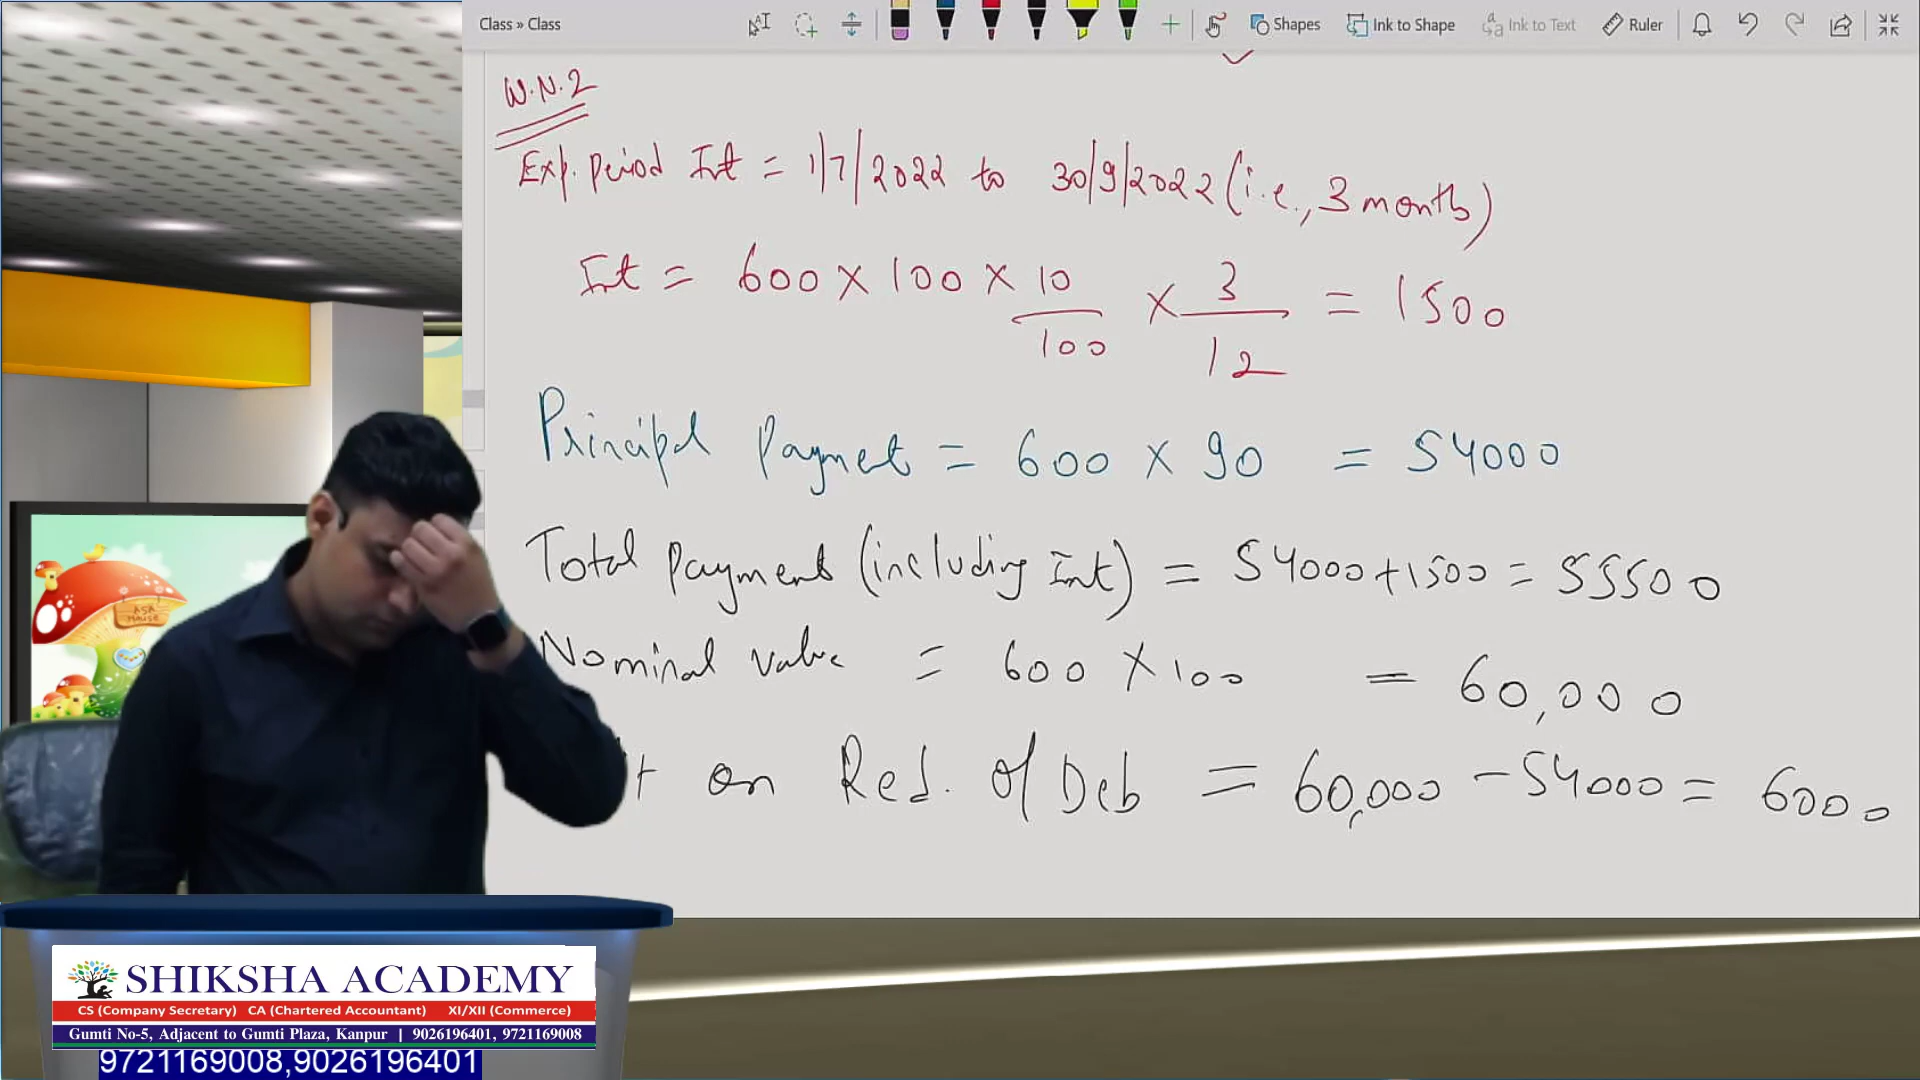 Class » Class
Shapes
Ink to Shape
Ink to Text
Ruler
W.N.2
Exp. Period Int = 1/7/2022 to 30/9/2022 (i.e., 3 month)
Int = 600 × 100 × 10/100 × 3/12 = 1500
Principal Paymet = 600 × 90 = 54000
Total Payment (including Int) = 54000+1500 = 55500
Nominal value = 600 × 100 = 60,000
on Red. of Deb = 60,000 - 54000 = 6000
ASA
HOUSE
SHIKSHA ACADEMY
CS (Company Secretary) CA (Chartered Accountant) XI/XII (Commerce)
Gumti No-5, Adjacent to Gumti Plaza, Kanpur | 9026196401, 9721169008
9721169008,9026196401